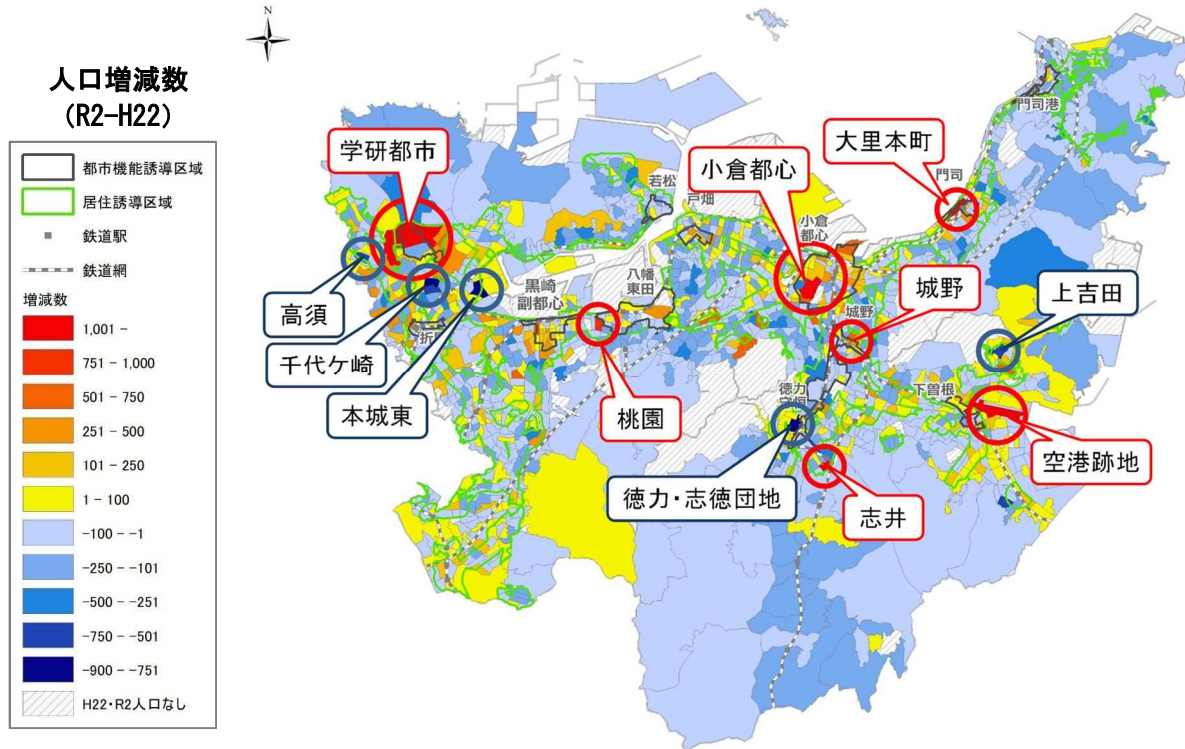 N
人口増減数
(R2-H22)
都市機能誘導区域
居住誘導区域
鉄道駅
鉄道網
増減数
1,001 -
751 - 1,000
501 - 750
251 - 500
101 - 250
1 - 100
-100 - -1
-250 - -101
-500 - -251
-750 - -501
-900 - -751
H22・R2人口なし
門司港
大里本町
学研都市
小倉都心
門司
若松
戸畑
小倉
都心
高須
千代ケ崎
本城東
黒崎
副都心
八幡
東田
城野
城野
上吉田
折尾
桃園
徳力
守恒
下曽根
徳力・志徳団地
志井
空港跡地